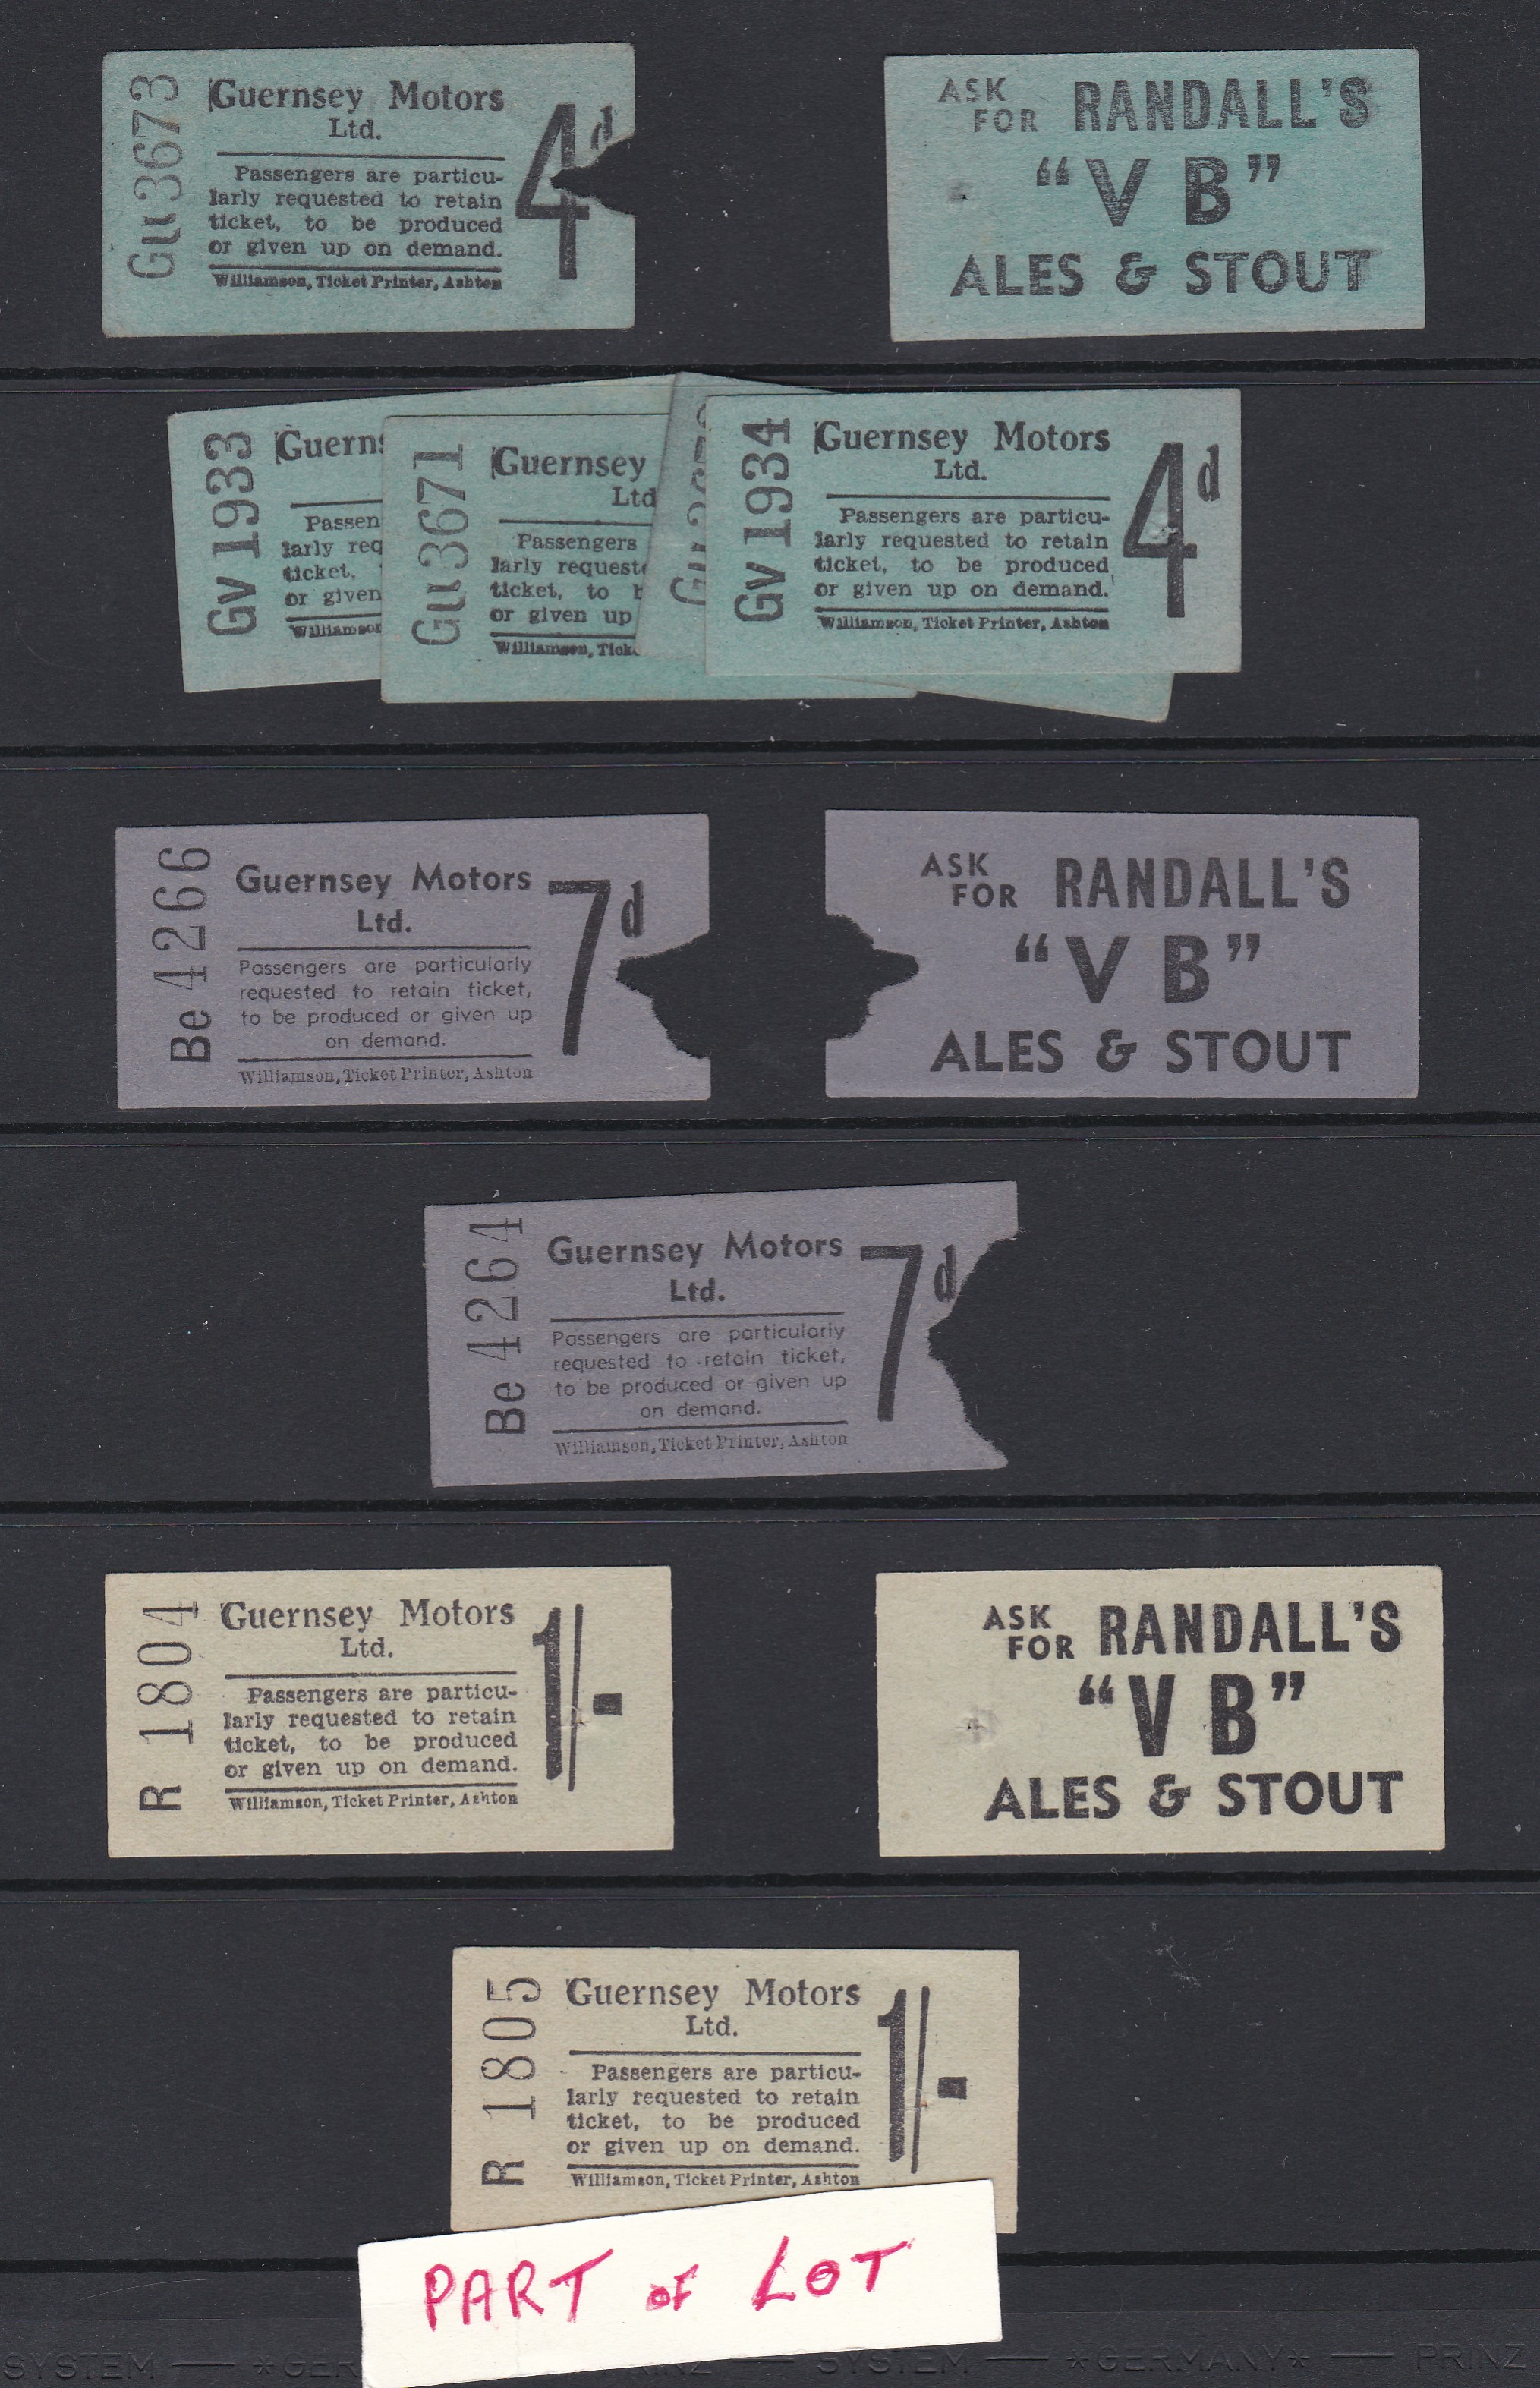 Gu 3673
Guernsey Motors
Ltd.
Passengers are particu-
larly requested to retain
ticket, to be produced
or given up on demand.
Williamson, Ticket Printer, Ashton
4d
ASK FOR RANDALL'S
“V B”
ALES & STOUT
Gv 1933
Guerns
Passen
larly req
ticket,
or given
Williamson
Gu 3671
Guernsey
Ltd
Passengers
larly request
ticket, to
or given up
Williamson, Tick
Gv 1934
Guernsey Motors
Ltd.
Passengers are particu-
larly requested to retain
ticket, to be produced
or given up on demand.
Williamson, Ticket Printer, Ashton
4d
Be 4266
Guernsey Motors
Ltd.
Passengers are particularly
requested to retain ticket,
to be produced or given up
on demand.
Williamson, Ticket Printer, Ashton
7d
ASK FOR RANDALL'S
“V B”
ALES & STOUT
Be 4264
Guernsey Motors
Ltd.
Passengers are particularly
requested to retain ticket,
to be produced or given up
on demand.
Williamson, Ticket Printer, Ashton
7d
R 1804
Guernsey Motors
Ltd.
Passengers are particu-
larly requested to retain
ticket, to be produced
or given up on demand.
Williamson, Ticket Printer, Ashton
1/-
ASK FOR RANDALL'S
“V B”
ALES & STOUT
R 1805
Guernsey Motors
Ltd.
Passengers are particu-
larly requested to retain
ticket, to be produced
or given up on demand.
Williamson, Ticket Printer, Ashton
1/-
PART OF LOT
SYSTEM — *GER PRINZ — SYSTEM — *GERMANY* — PRINZ